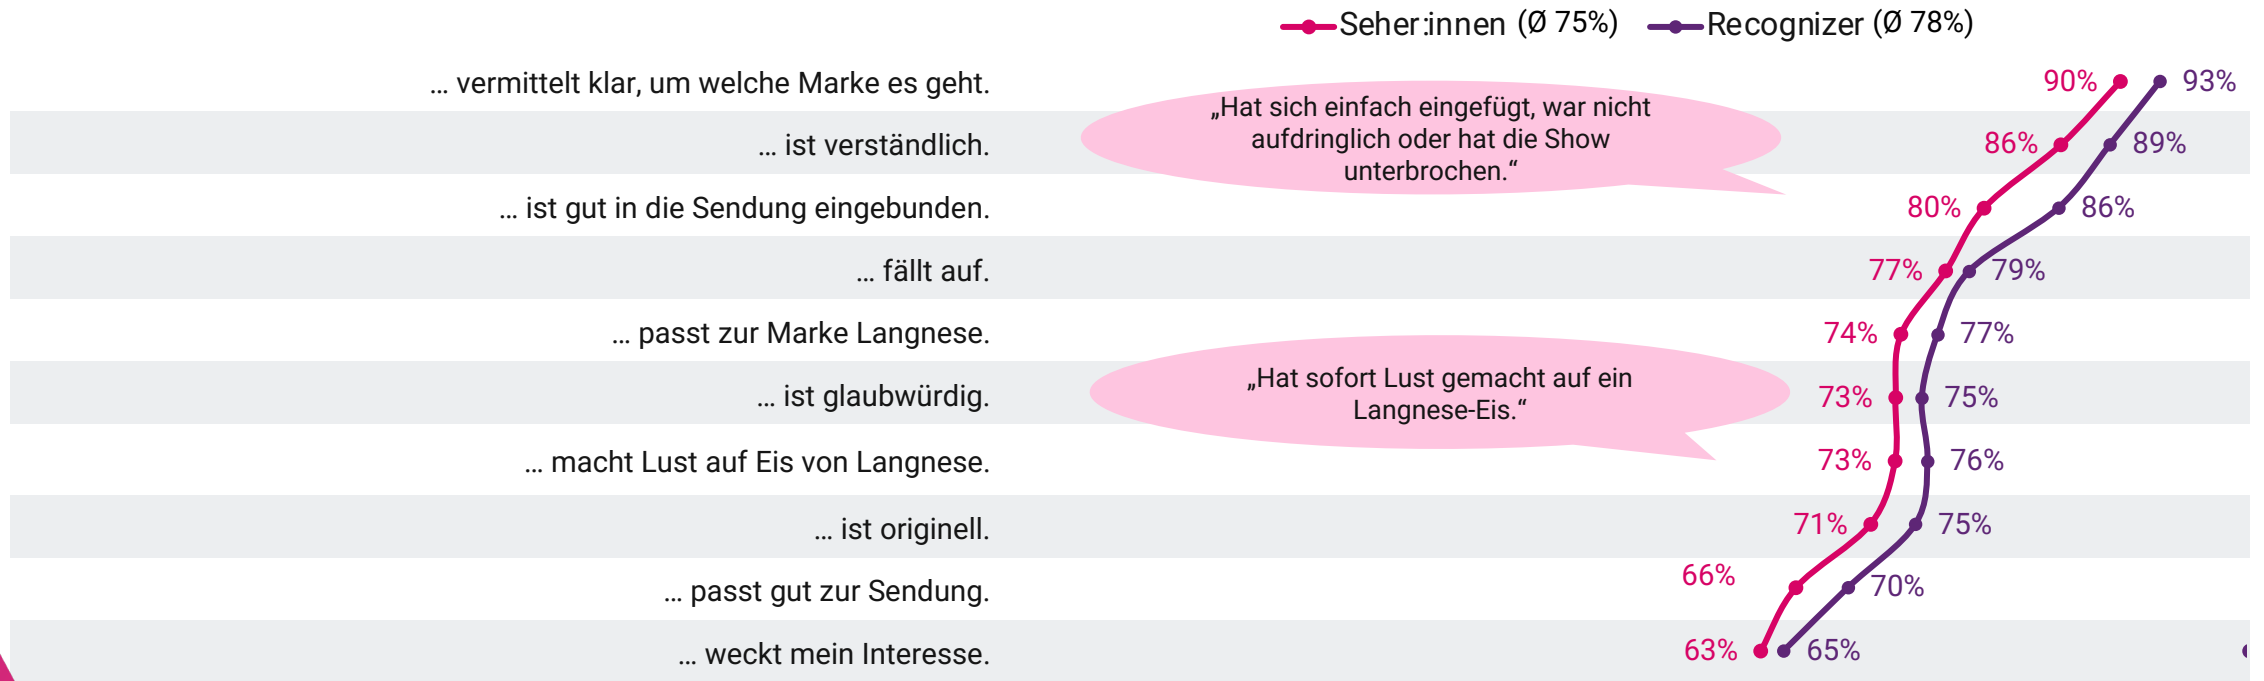 Seher:innen (Ø 75%) Recognizer (Ø 78%)
... vermittelt klar, um welche Marke es geht. 90% 93%
„Hat sich einfach eingefügt, war nicht
aufdringlich oder hat die Show
unterbrochen.“
... ist verständlich. 86% 89%
... ist gut in die Sendung eingebunden. 80% 86%
... fällt auf. 77% 79%
... passt zur Marke Langnese. 74% 77%
„Hat sofort Lust gemacht auf ein
Langnese-Eis.“
... ist glaubwürdig. 73% 75%
... macht Lust auf Eis von Langnese. 73% 76%
... ist originell. 71% 75%
... passt gut zur Sendung. 66% 70%
... weckt mein Interesse. 63% 65%